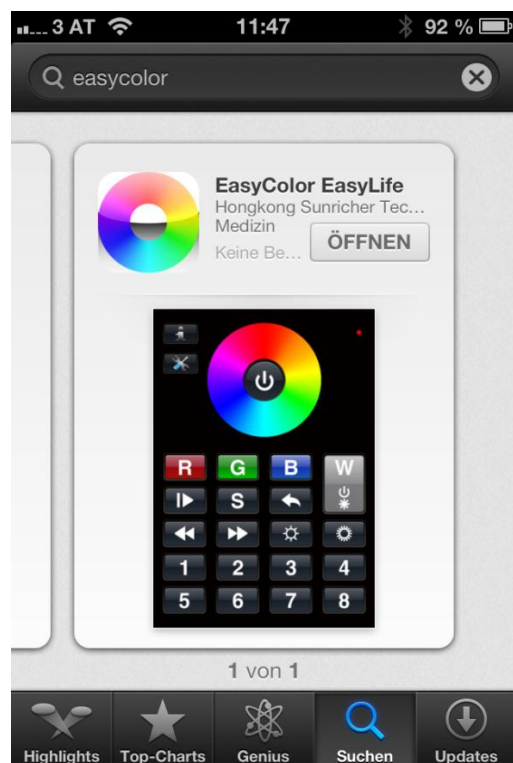 3 AT 11:47 92 %
easycolor
EasyColor EasyLife
Hongkong Sunricher Tec...
Medizin
Keine Be... ÖFFNEN
R G B W
S
1 2 3 4
5 6 7 8
1 von 1
Highlights Top-Charts Genius Suchen Updates